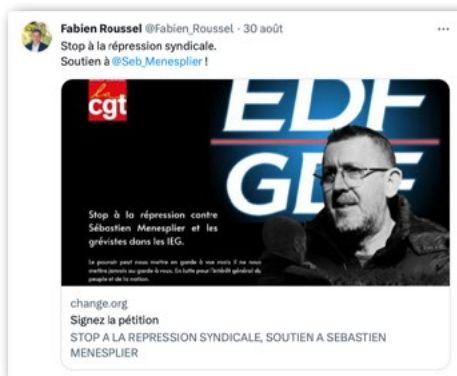 Fabien Roussel @Fabien_Roussel · 30 août
Stop à la répression syndicale.
Soutien à @Seb_Menesplier !
la
cgt
EDF
GDF
Stop à la répression contre
Sébastien Menesplier et les
grévistes dans les IEG.
Le pouvoir peut nous mettre en garde à vue mais il ne nous
mettra jamais au garde à vous. En lutte pour l'intérêt général du
peuple et de la nation.
change.org
Signez la pétition
STOP A LA REPRESSION SYNDICALE, SOUTIEN A SEBASTIEN
MENESPLIER